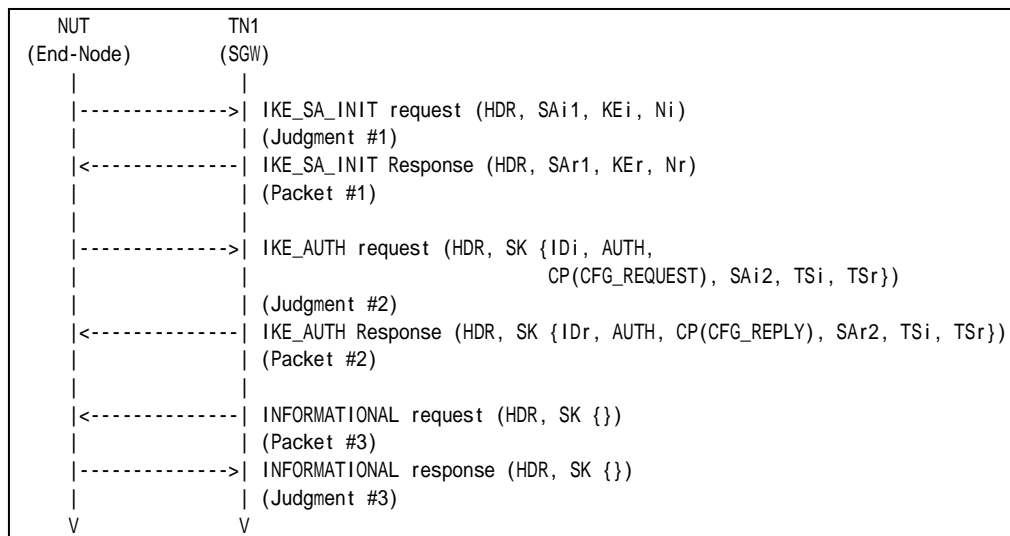 NUT                TN1
(End-Node)        (SGW)
|                 |
|-------------->| IKE_SA_INIT request (HDR, SAi1, KEi, Ni)
|                 | (Judgment #1)
|<--------------| IKE_SA_INIT Response (HDR, SAr1, KEr, Nr)
|                 | (Packet #1)
|                 |
|-------------->| IKE_AUTH request (HDR, SK {IDi, AUTH,
|                 |                         CP(CFG_REQUEST), SAi2, TSi, TSr})
|                 | (Judgment #2)
|<--------------| IKE_AUTH Response (HDR, SK {IDr, AUTH, CP(CFG_REPLY), SAr2, TSi, TSr})
|                 | (Packet #2)
|                 |
|<--------------| INFORMATIONAL request (HDR, SK {})
|                 | (Packet #3)
|-------------->| INFORMATIONAL response (HDR, SK {})
|                 | (Judgment #3)
V                 V